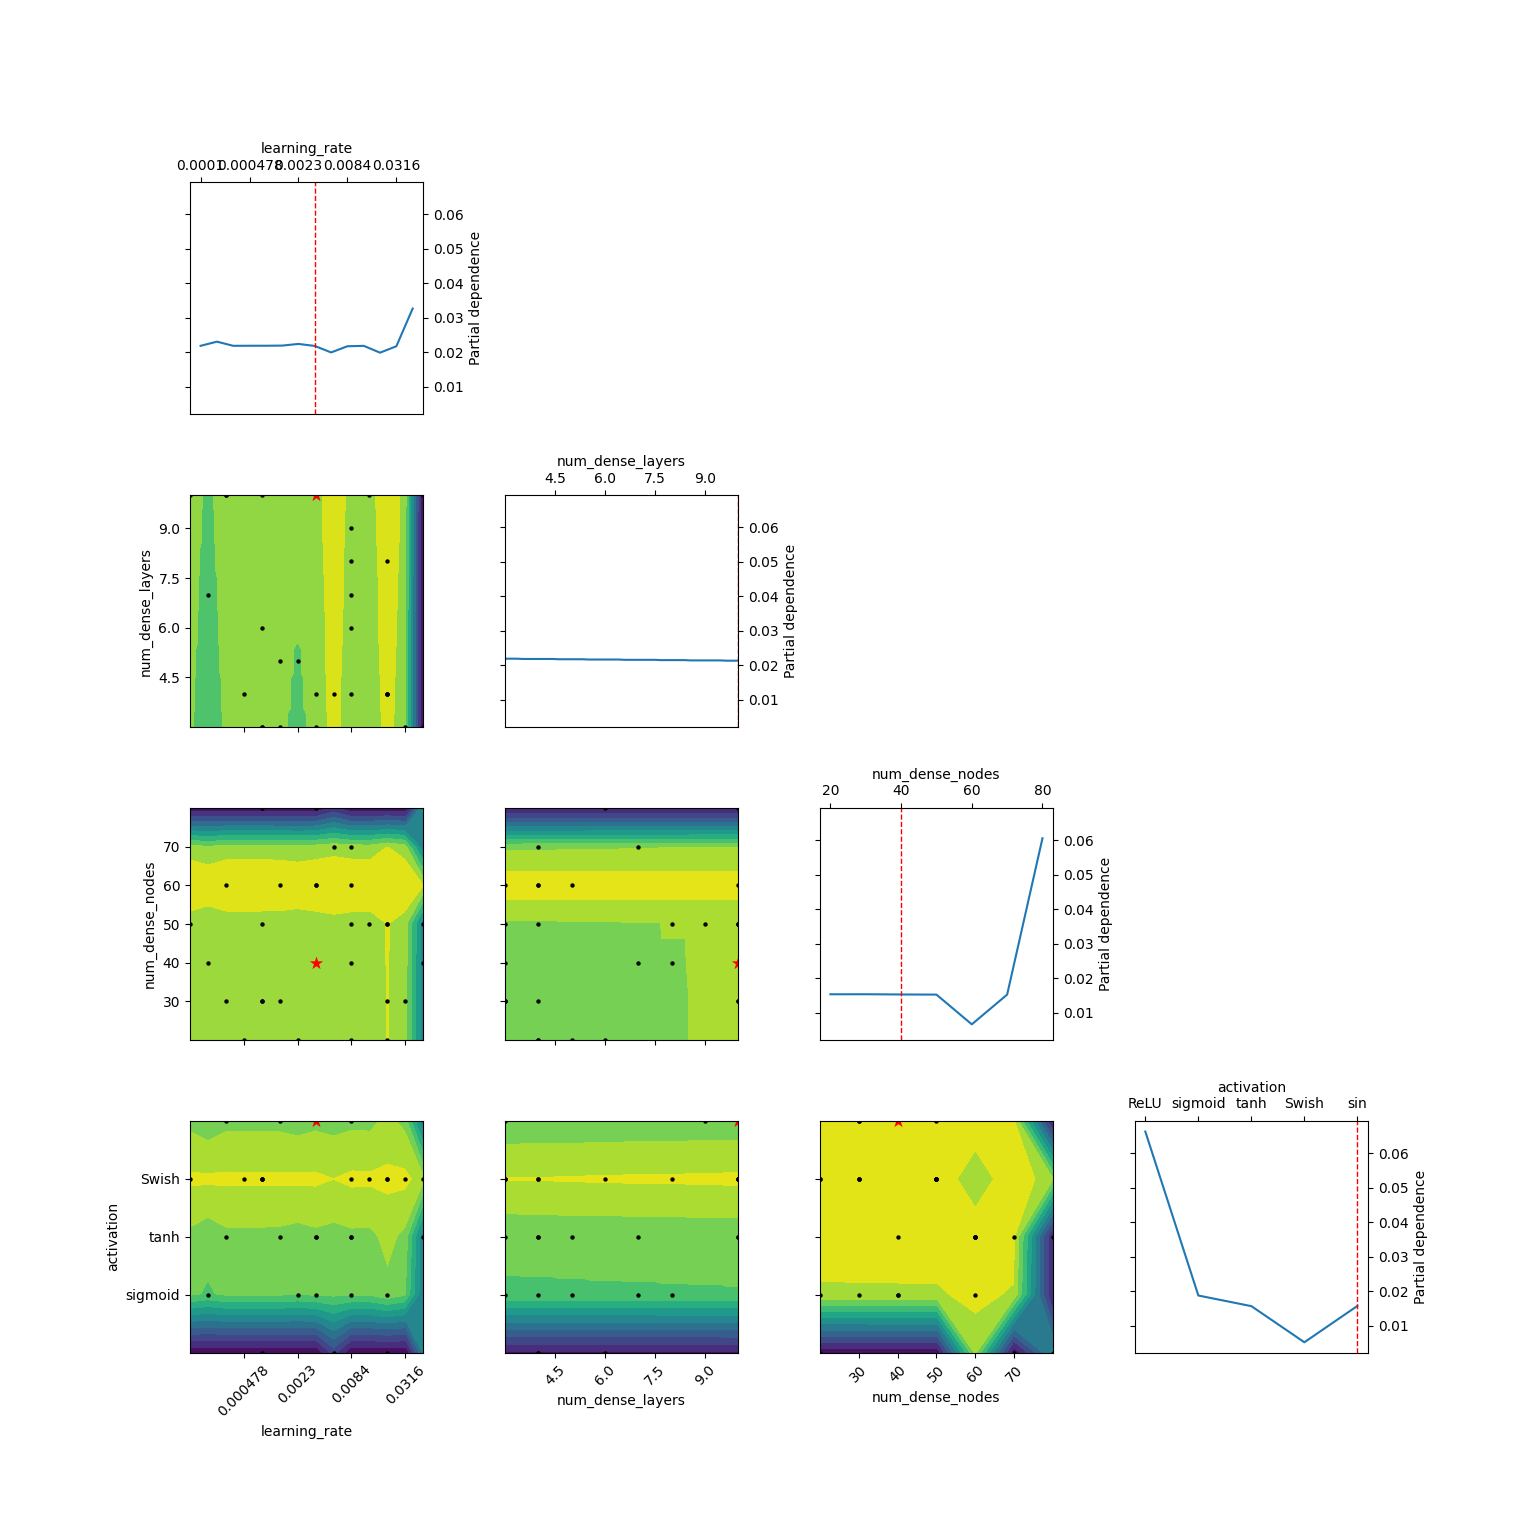 learning_rate
0.0001 0.000478 0.0023 0.0084 0.0316
0.06
0.05
0.04
0.03
0.02
0.01
Partial dependence
num_dense_layers
4.5 6.0 7.5 9.0
9.0
7.5
6.0
4.5
num_dense_layers
0.06
0.05
0.04
0.03
0.02
0.01
Partial dependence
num_dense_nodes
20 40 60 80
70
60
50
40
30
num_dense_nodes
0.06
0.05
0.04
0.03
0.02
0.01
Partial dependence
activation
ReLU sigmoid tanh Swish sin
Swish
tanh
sigmoid
activation
0.06
0.05
0.04
0.03
0.02
0.01
Partial dependence
0.000478 0.0023 0.0084 0.0316
learning_rate
4.5 6.0 7.5 9.0
num_dense_layers
30 40 50 60 70
num_dense_nodes